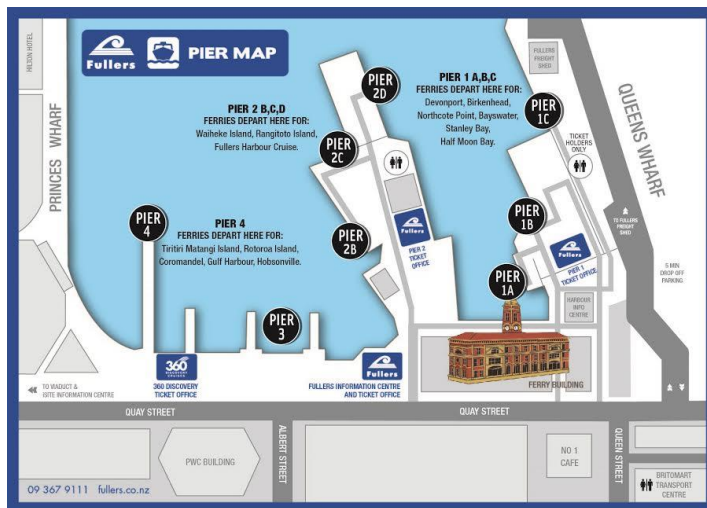 HILTON HOTEL
Fullers
PIER MAP
PRINCES WHARF
PIER 2 B,C,D
FERRIES DEPART HERE FOR:
Waiheke Island, Rangitoto Island,
Fullers Harbour Cruise.
PIER
2D
PIER 1 A,B,C
FERRIES DEPART HERE FOR:
Devonport, Birkenhead,
Northcote Point, Bayswater,
Stanley Bay,
Half Moon Bay.
FULLERS
FREIGHT
SHED
PIER
1C
QUEENS WHARF
TICKET
HOLDERS
ONLY
PIER
2C
PIER
4
PIER 4
FERRIES DEPART HERE FOR:
Tiritiri Matangi Island, Rotoroa Island,
Coromandel, Gulf Harbour, Hobsonville.
PIER
2B
Fullers
PIER 2
TICKET
OFFICE
PIER
1B
Fullers
PIER 1
TICKET OFFICE
TO FULLERS
FREIGHT
SHED
5 MIN
DROP OFF
PARKING
PIER
1A
HARBOUR
INFO
CENTRE
PIER
3
360
DISCOVERY
CRUISES
360 DISCOVERY
TICKET OFFICE
Fullers
FULLERS INFORMATION CENTRE
AND TICKET OFFICE
FERRY BUILDING
TO VIADUCT &
ISITE INFORMATION CENTRE
QUAY STREET
QUAY STREET
PWC BUILDING
ALBERT STREET
NO 1
CAFE
QUEEN STREET
BRITOMART
TRANSPORT
CENTRE
09 367 9111 fullers.co.nz